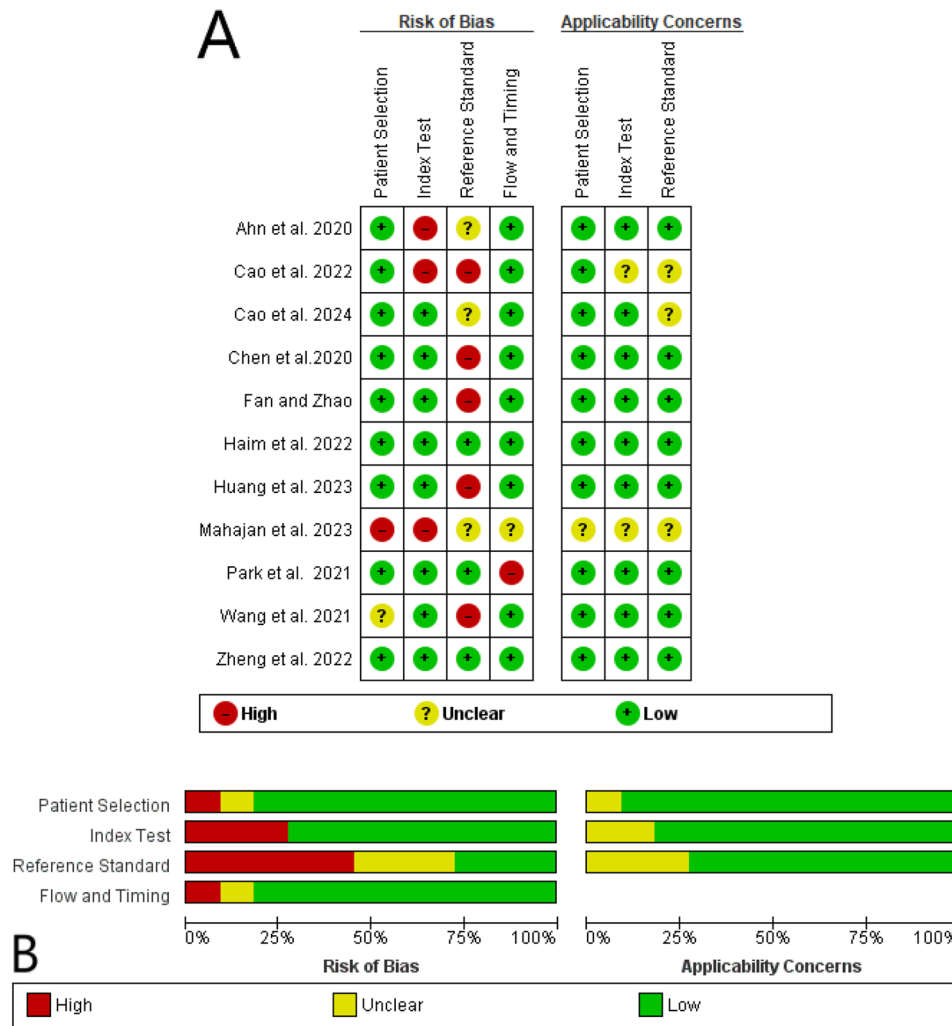 A
Risk of Bias
Applicability Concerns
Patient Selection
Index Test
Reference Standard
Flow and Timing
Patient Selection
Index Test
Reference Standard
Ahn et al. 2020 + - ? + + + +
Cao et al. 2022 + - - + + ? ?
Cao et al. 2024 + + ? + + + ?
Chen et al.2020 + + - + + + +
Fan and Zhao + + - + + + +
Haim et al. 2022 + + + + + + +
Huang et al. 2023 + + - + + + +
Mahajan et al. 2023 - - ? ? ? ? ?
Park et al. 2021 + + + - + + +
Wang et al. 2021 ? + - + + + +
Zheng et al. 2022 + + + + + + +
- High ? Unclear + Low
Patient Selection
Index Test
Reference Standard
Flow and Timing
0% 25% 50% 75% 100% 0% 25% 50% 75% 100%
B
Risk of Bias
Applicability Concerns
High Unclear Low